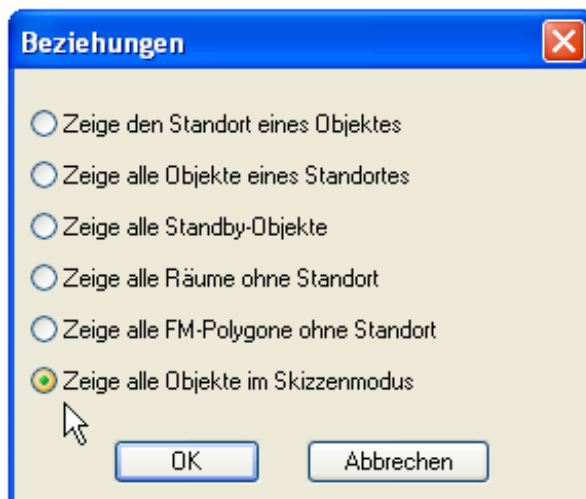 Beziehungen
Zeige den Standort eines Objektes
Zeige alle Objekte eines Standortes
Zeige alle Standby-Objekte
Zeige alle Räume ohne Standort
Zeige alle FM-Polygone ohne Standort
Zeige alle Objekte im Skizzenmodus
OK Abbrechen